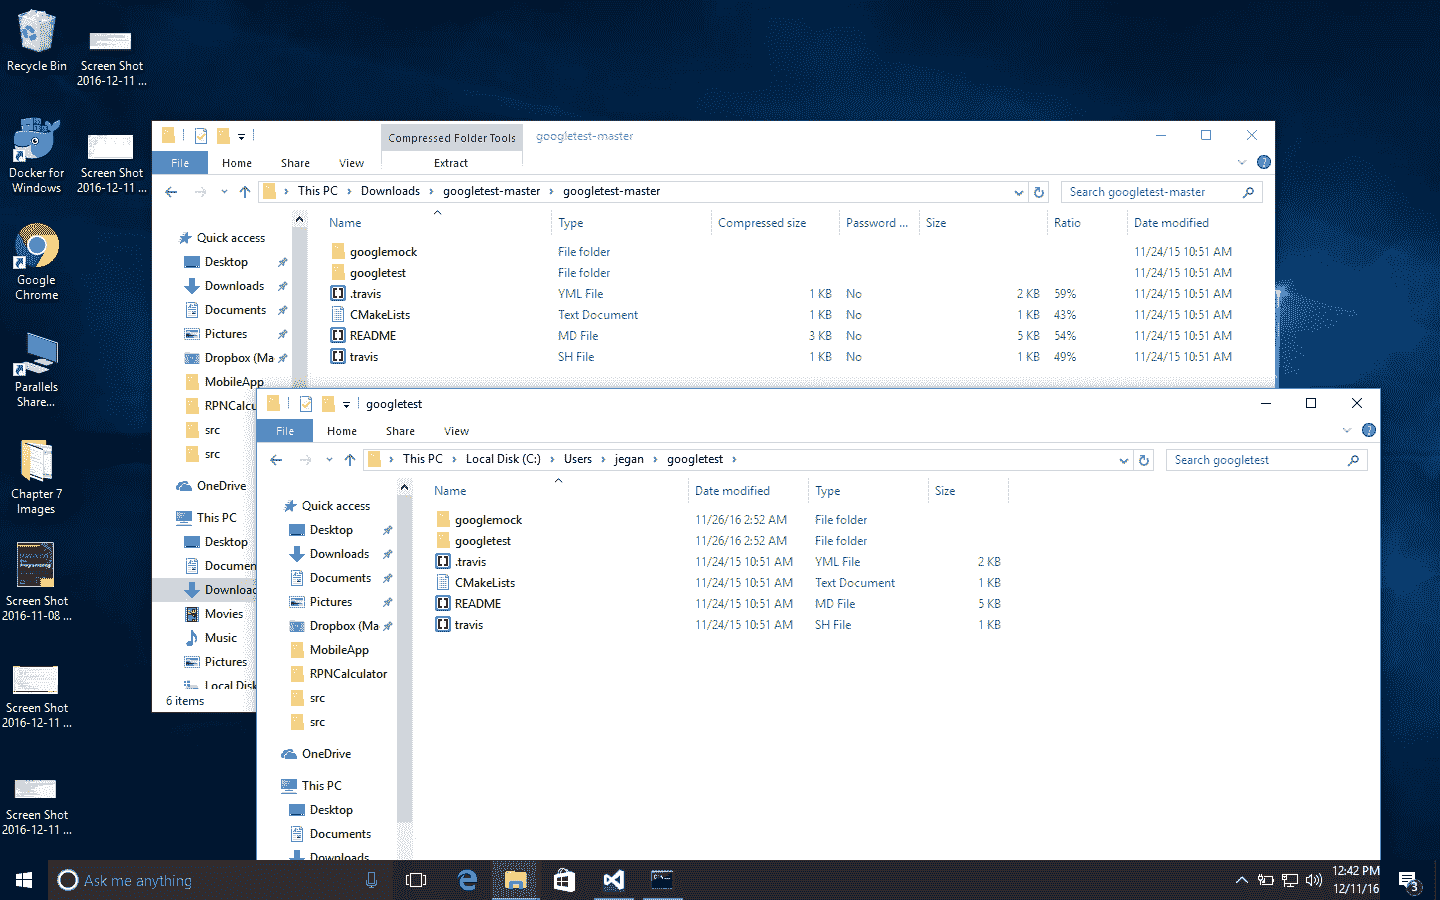 Recycle Bin
Screen Shot
2016-12-11 ...
Docker for
Windows
Screen Shot
2016-12-11 ...
Google
Chrome
Parallels
Share...
Chapter 7
Images
Screen Shot
2016-11-08 ...
Screen Shot
2016-12-11 ...
Screen Shot
2016-12-11 ...
Compressed Folder Tools
googletest-master
File
Home
Share
View
Extract
This PC > Downloads > googletest-master > googletest-master
Search googletest-master
Name Type Compressed size Password ... Size Ratio Date modified
googlemock File folder 11/24/15 10:51 AM
googletest File folder 11/24/15 10:51 AM
.travis YML File 1 KB No 2 KB 59% 11/24/15 10:51 AM
CMakeLists Text Document 1 KB No 1 KB 43% 11/24/15 10:51 AM
README MD File 3 KB No 5 KB 54% 11/24/15 10:51 AM
travis SH File 1 KB No 1 KB 49% 11/24/15 10:51 AM
Quick access
Desktop
Downloads
Documents
Pictures
Dropbox (Ma
MobileApp
RPNCalcu
src
src
OneDrive
This PC
Desktop
Documen
Downloac
Movies
Music
Pictures
Local Disk
6 items
googletest
File
Home
Share
View
This PC > Local Disk (C:) > Users > jegan > googletest >
Search googletest
Name Date modified Type Size
googlemock 11/26/16 2:52 AM File folder
googletest 11/26/16 2:52 AM File folder
.travis 11/24/15 10:51 AM YML File 2 KB
CMakeLists 11/24/15 10:51 AM Text Document 1 KB
README 11/24/15 10:51 AM MD File 5 KB
travis 11/24/15 10:51 AM SH File 1 KB
Quick access
Desktop
Downloads
Documents
Pictures
Dropbox (Ma
MobileApp
RPNCalculator
src
src
OneDrive
This PC
Desktop
Documents
Downloads
Ask me anything
12:42 PM
12/11/16
3